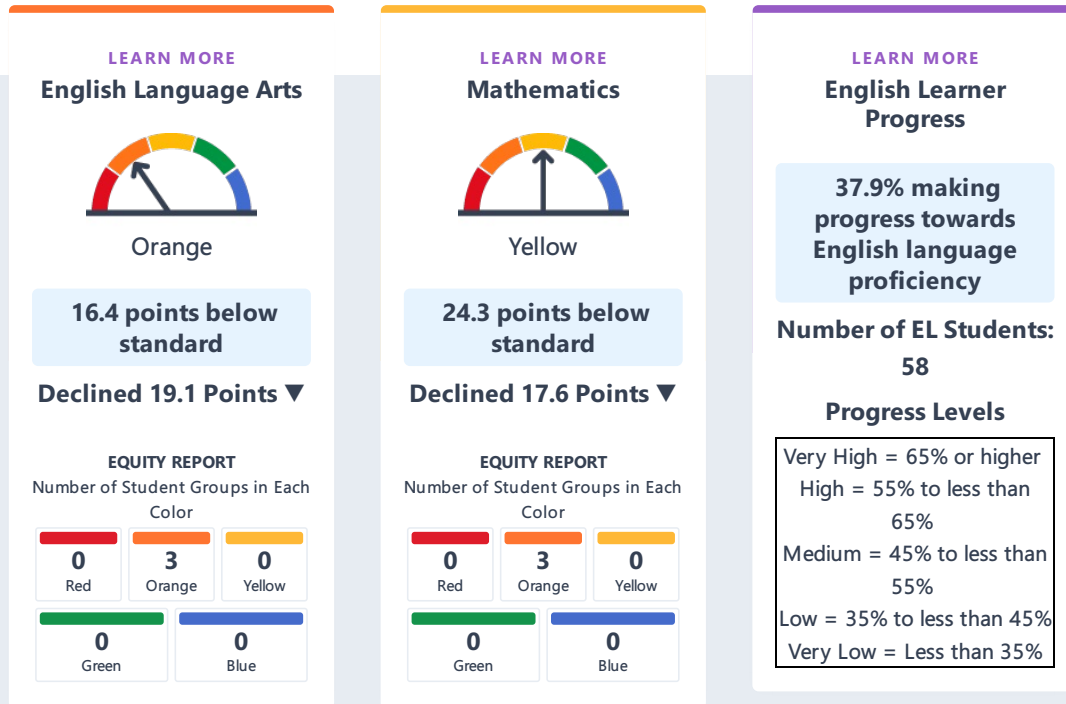 LEARN MORE
English Language Arts
Orange
16.4 points below
standard
Declined 19.1 Points ▼
EQUITY REPORT
Number of Student Groups in Each
Color
0
Red
3
Orange
0
Yellow
0
Green
0
Blue
LEARN MORE
Mathematics
Yellow
24.3 points below
standard
Declined 17.6 Points ▼
EQUITY REPORT
Number of Student Groups in Each
Color
0
Red
3
Orange
0
Yellow
0
Green
0
Blue
LEARN MORE
English Learner
Progress
37.9% making
progress towards
English language
proficiency
Number of EL Students:
58
Progress Levels
Very High = 65% or higher
High = 55% to less than
65%
Medium = 45% to less than
55%
Low = 35% to less than 45%
Very Low = Less than 35%